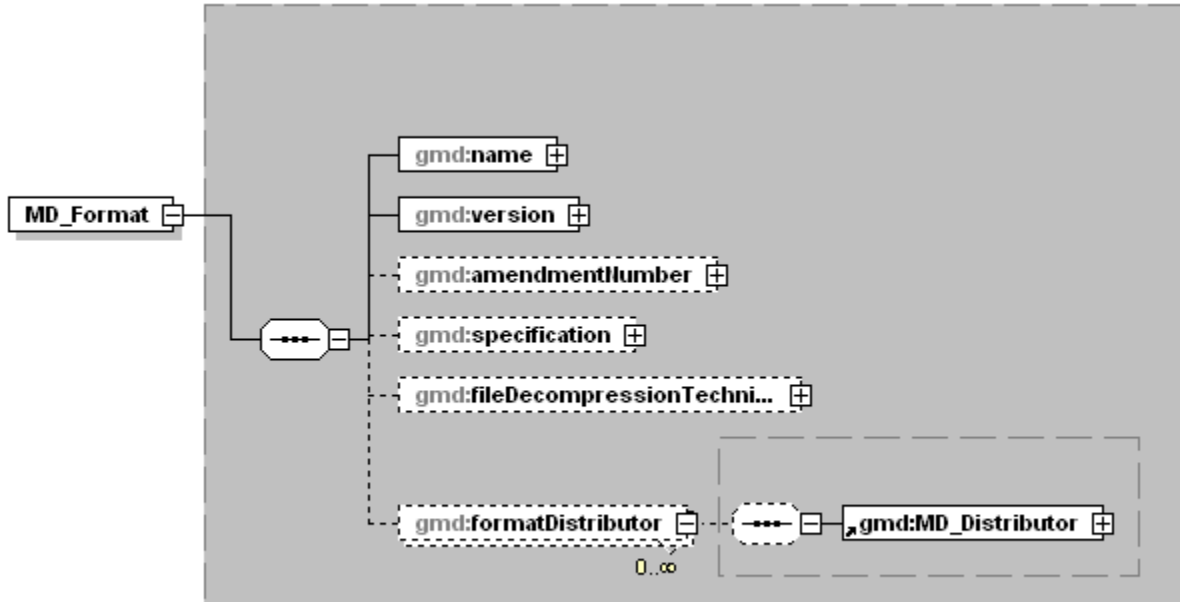 gmd:name
gmd:version
MD_Format
gmd:amendmentNumber
gmd:specification
gmd:fileDecompressionTechni...
gmd:formatDistributor
gmd:MD_Distributor
0..∞